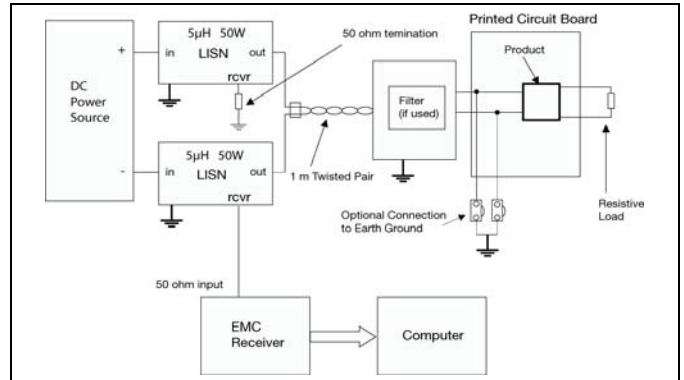 Printed Circuit Board
5µH 50W
LISN
in
out
rcvr
50 ohm temination
Product
+
DC
Power
Source
Filter
(if used)
5µH 50W
LISN
-
in
out
rcvr
1 m Twisted Pair
Optional Connection
to Earth Ground
Resistive
Load
50 ohm input
EMC
Receiver
Computer